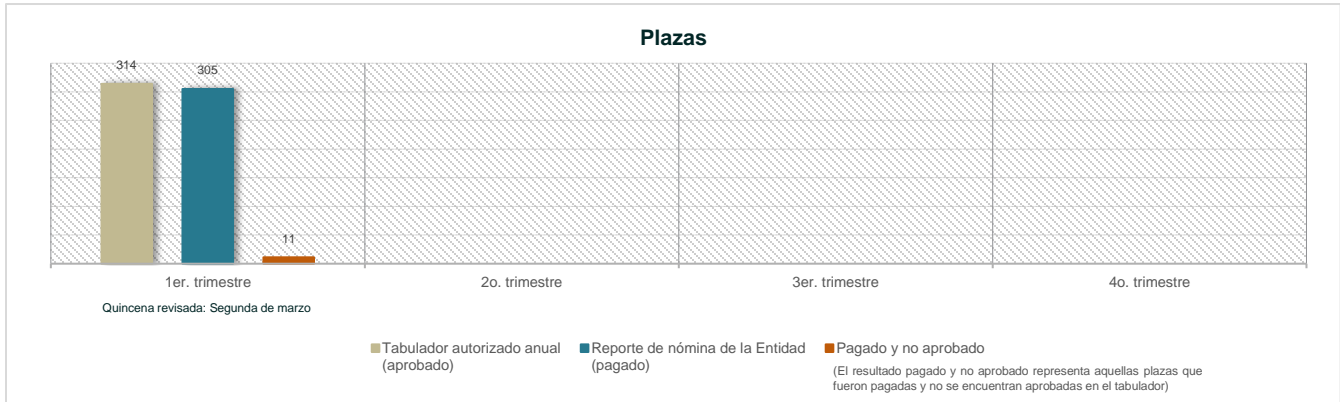 Plazas
314
305
11
1er. trimestre
2o. trimestre
3er. trimestre
4o. trimestre
Quincena revisada: Segunda de marzo
Tabulador autorizado anual
(aprobado)
Reporte de nómina de la Entidad
(pagado)
Pagado y no aprobado
(El resultado pagado y no aprobado representa aquellas plazas que
fueron pagadas y no se encuentran aprobadas en el tabulador)